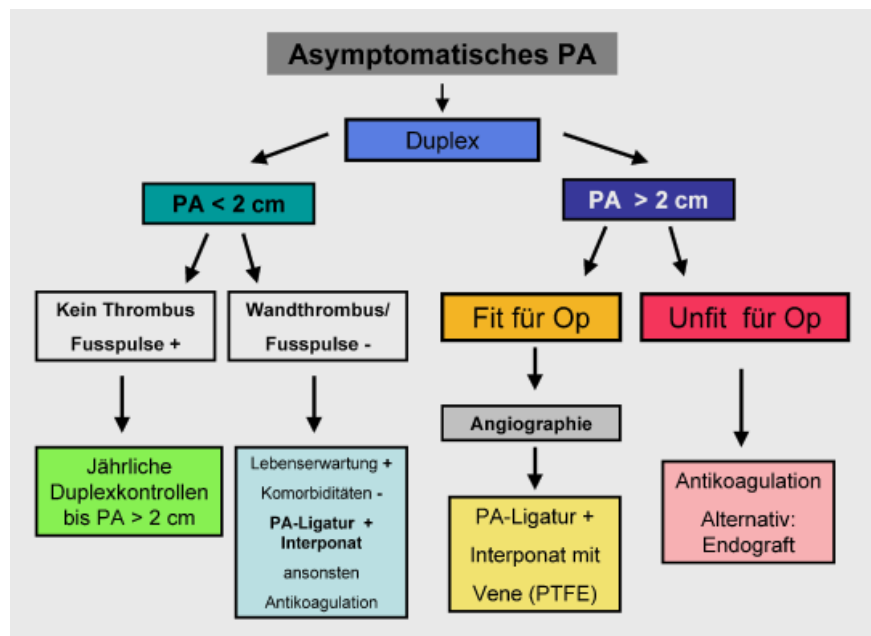 Asymptomatisches PA
Duplex
PA < 2 cm
PA > 2 cm
Kein Thrombus
Fusspulse +
Wandthrombus/
Fusspulse -
Fit für Op
Unfit für Op
Angiographie
Jährliche
Duplexkontrollen
bis PA > 2 cm
Lebenserwartung +
Komorbiditäten -
PA-Ligatur +
Interponat
ansonsten
Antikoagulation
PA-Ligatur +
Interponat mit
Vene (PTFE)
Antikoagulation
Alternativ:
Endograft